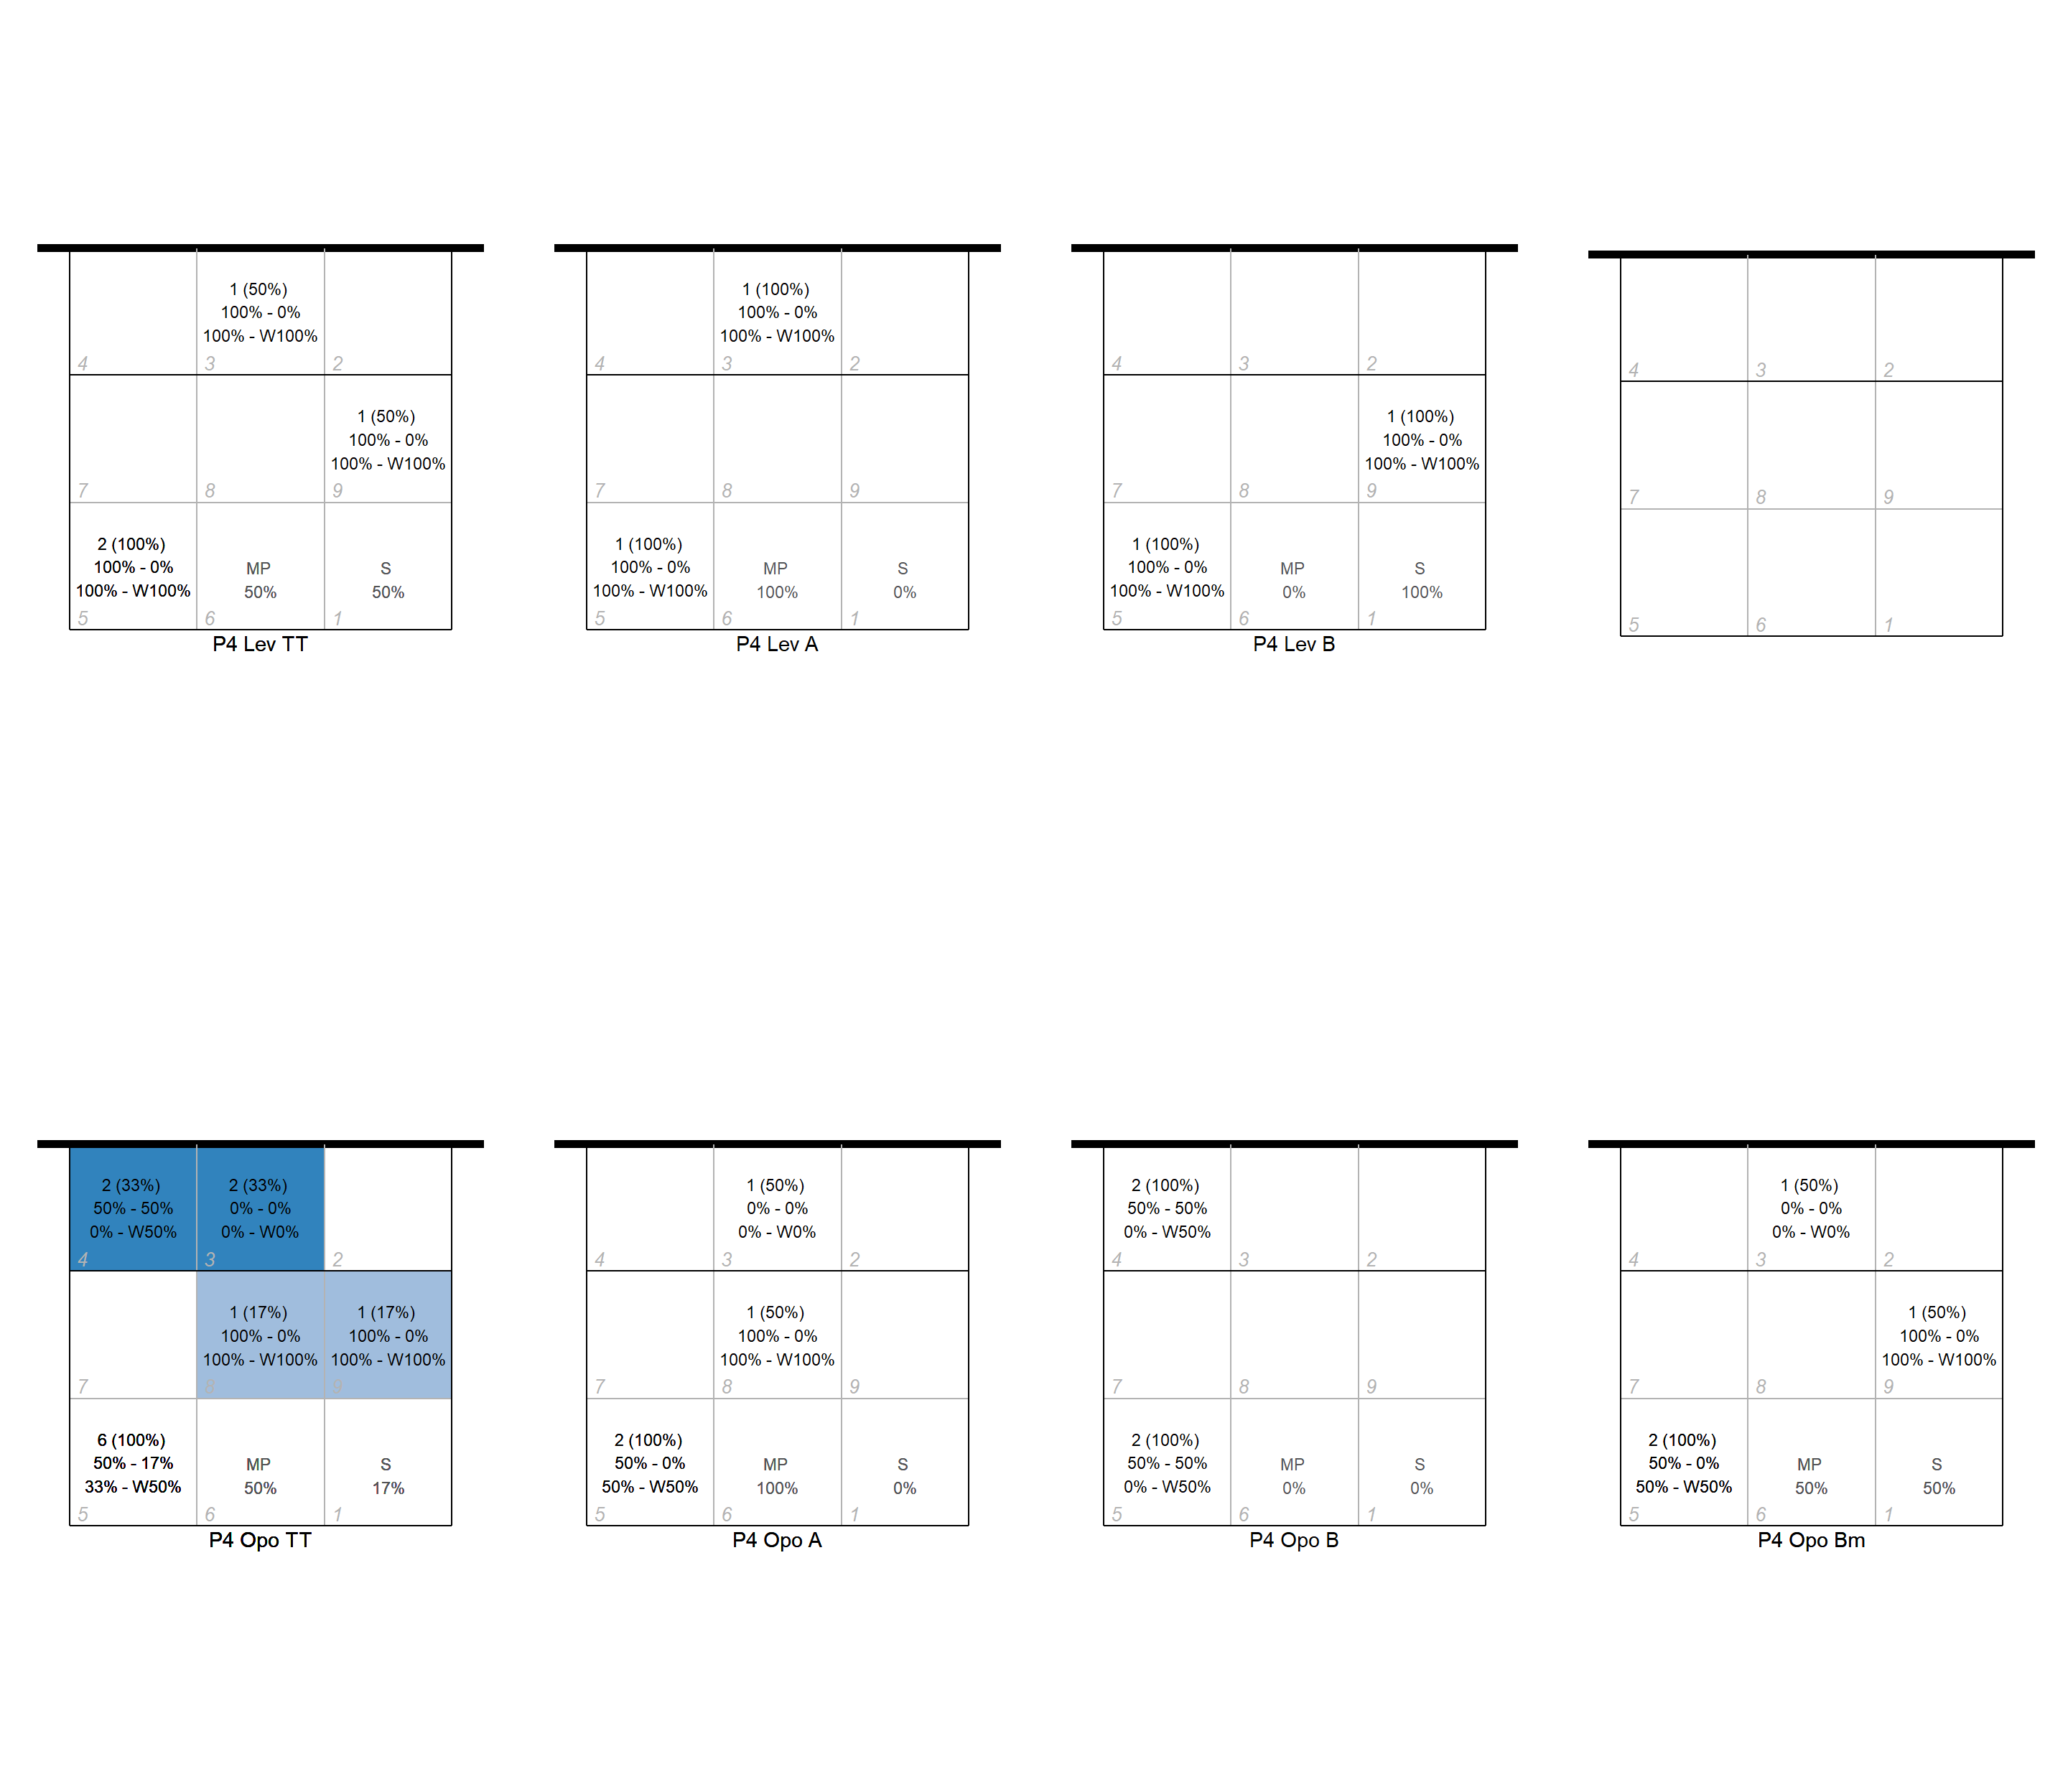 1 (50%)
100% - 0%
100% - W100%
4
3
2
1 (50%)
100% - 0%
100% - W100%
7
8
9
2 (100%)
100% - 0%
100% - W100%
MP
50%
S
50%
5
6
1
P4 Lev TT
1 (100%)
100% - 0%
100% - W100%
4
3
2
7
8
9
1 (100%)
100% - 0%
100% - W100%
MP
100%
S
0%
5
6
1
P4 Lev A
4
3
2
1 (100%)
100% - 0%
100% - W100%
7
8
9
1 (100%)
100% - 0%
100% - W100%
MP
0%
S
100%
5
6
1
P4 Lev B
4
3
2
7
8
9
5
6
1
2 (33%)
50% - 50%
0% - W50%
2 (33%)
0% - 0%
0% - W0%
4
3
2
1 (17%)
100% - 0%
100% - W100%
1 (17%)
100% - 0%
100% - W100%
7
8
9
6 (100%)
50% - 17%
33% - W50%
MP
50%
S
17%
5
6
1
P4 Opo TT
1 (50%)
0% - 0%
0% - W0%
4
3
2
1 (50%)
100% - 0%
100% - W100%
7
8
9
2 (100%)
50% - 0%
50% - W50%
MP
100%
S
0%
5
6
1
P4 Opo A
2 (100%)
50% - 50%
0% - W50%
4
3
2
7
8
9
2 (100%)
50% - 50%
0% - W50%
MP
0%
S
0%
5
6
1
P4 Opo B
1 (50%)
0% - 0%
0% - W0%
4
3
2
1 (50%)
100% - 0%
100% - W100%
7
8
9
2 (100%)
50% - 0%
50% - W50%
MP
50%
S
50%
5
6
1
P4 Opo Bm